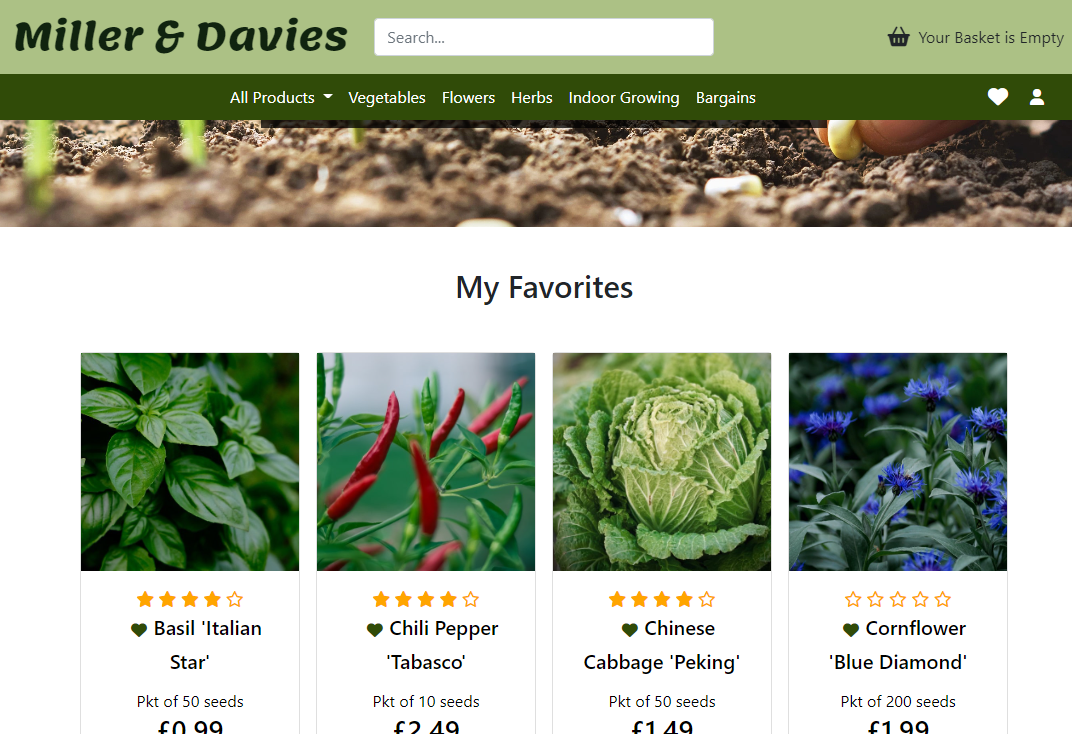 Miller & Davies
Search...
Your Basket is Empty
All Products
Vegetables
Flowers
Herbs
Indoor Growing
Bargains
My Favorites
Basil 'Italian
Star'
Pkt of 50 seeds
£0.99
Chili Pepper
'Tabasco'
Pkt of 10 seeds
£2.49
Chinese
Cabbage 'Peking'
Pkt of 50 seeds
£1.49
Cornflower
'Blue Diamond'
Pkt of 200 seeds
£1.99